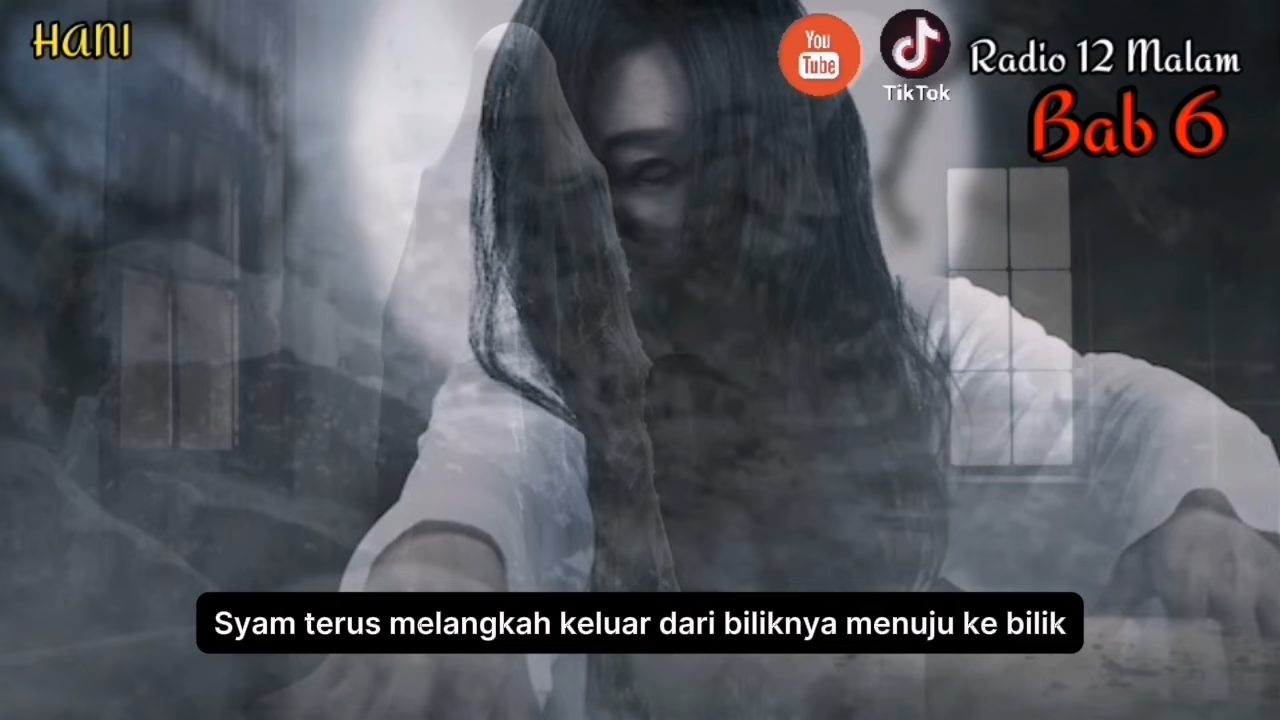 HANI
You
Tube
TikTok
Radio 12 Malam
Bab 6
Syam terus melangkah keluar dari biliknya menuju ke bilik